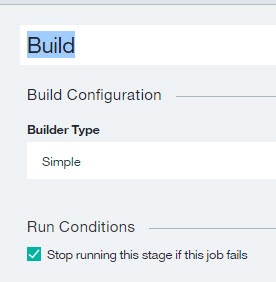 Build
Build Configuration
Builder Type
Simple
Run Conditions
Stop running this stage if this job fails